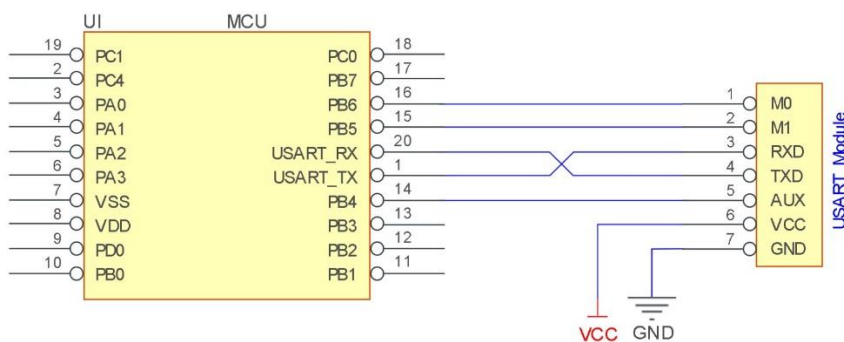 UI MCU
19 PC1 PC0 18
2 PC4 PB7 17
3 PA0 PB6 16 1 M0
4 PA1 PB5 15 2 M1
5 PA2 USART_RX 20 3 RXD
6 PA3 USART_TX 1 4 TXD
7 VSS PB4 14 5 AUX
8 VDD PB3 13 6 VCC
9 PD0 PB2 12 7 GND
10 PB0 PB1 11
USART_Module
VCC GND